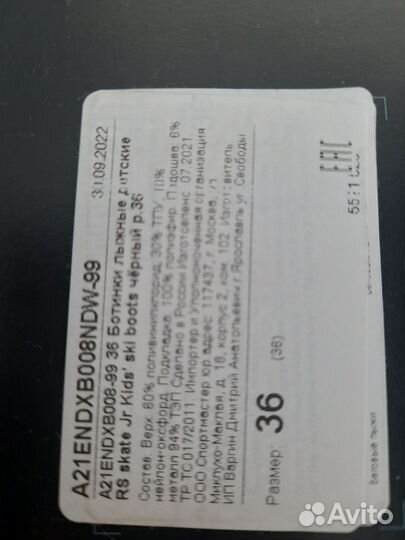 30.09.2022
A21ENDXB008NDW-99
A21ENDXB008-99 36 Ботинки лыжные детские
RS skate Jr Kids' ski boots чёрный р.36
Состав: Верх: 60% поливинилхлорид, 30% ТПУ, 10%
нейлон-оксфорд. Подкладка: 100% полиэфир. Подошва: 6%
металл 94% ТЭП Сделано в России Изготовлено: 07.2021
ТР ТС 017/2011. Импортер и Уполномоченная организация
ООО Спортмастер юр.адрес: 117437, г. Москва, ул.
Миклухо-Маклая, д. 18, корпус 2, ком. 102. Изготовитель
ИП Варгин Дмитрий Анатольевич г Ярославль ул Свободы
Размер: 36
(36)
EAC
Беговые лыжи
Avito